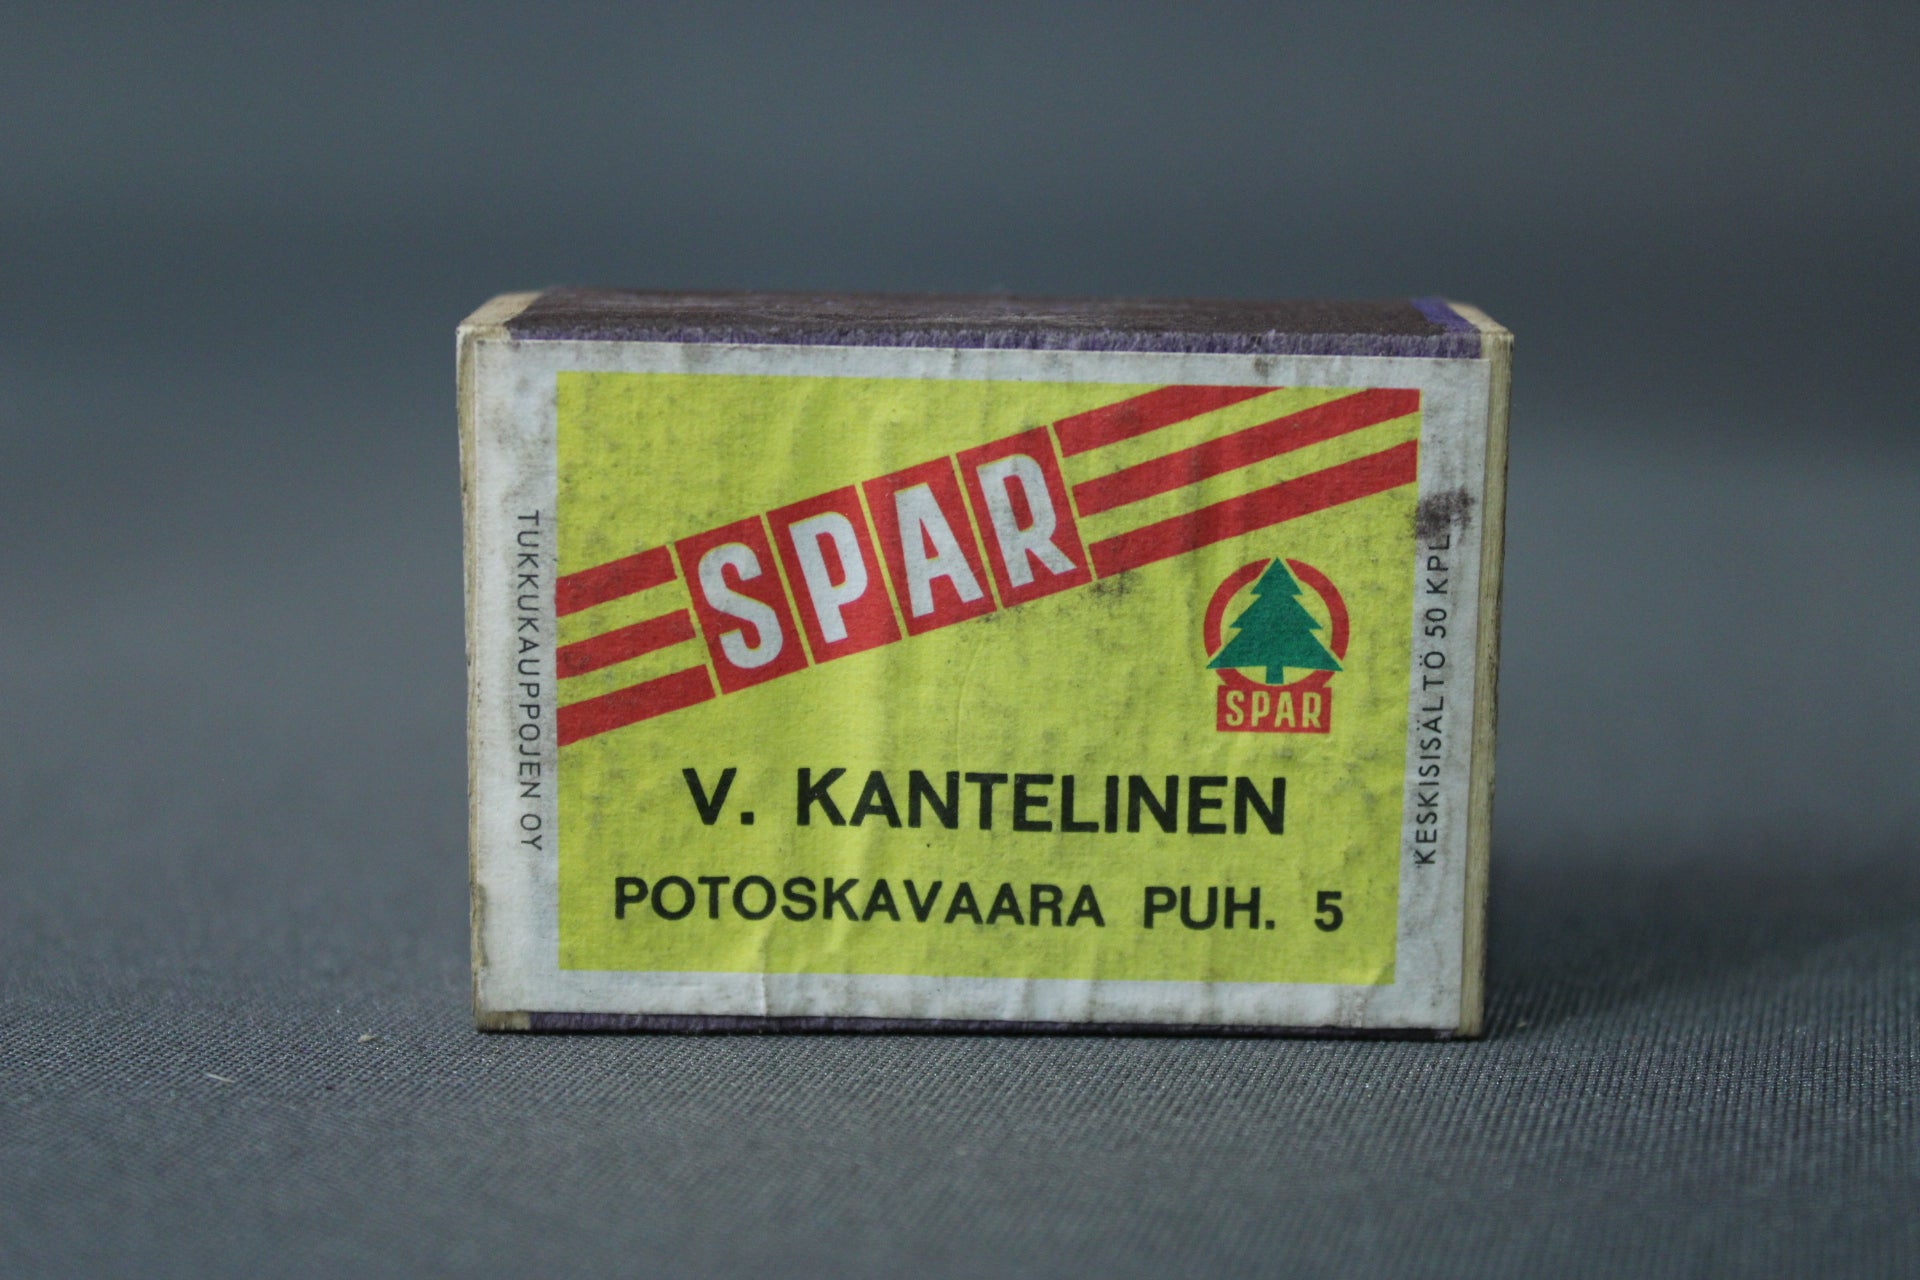 SPAR
SPAR
V. KANTELINEN
POTOSKAVAARA PUH. 5
TUKKUKAUPPOJEN OY
KESKISISÄLTÖ 50 KPL